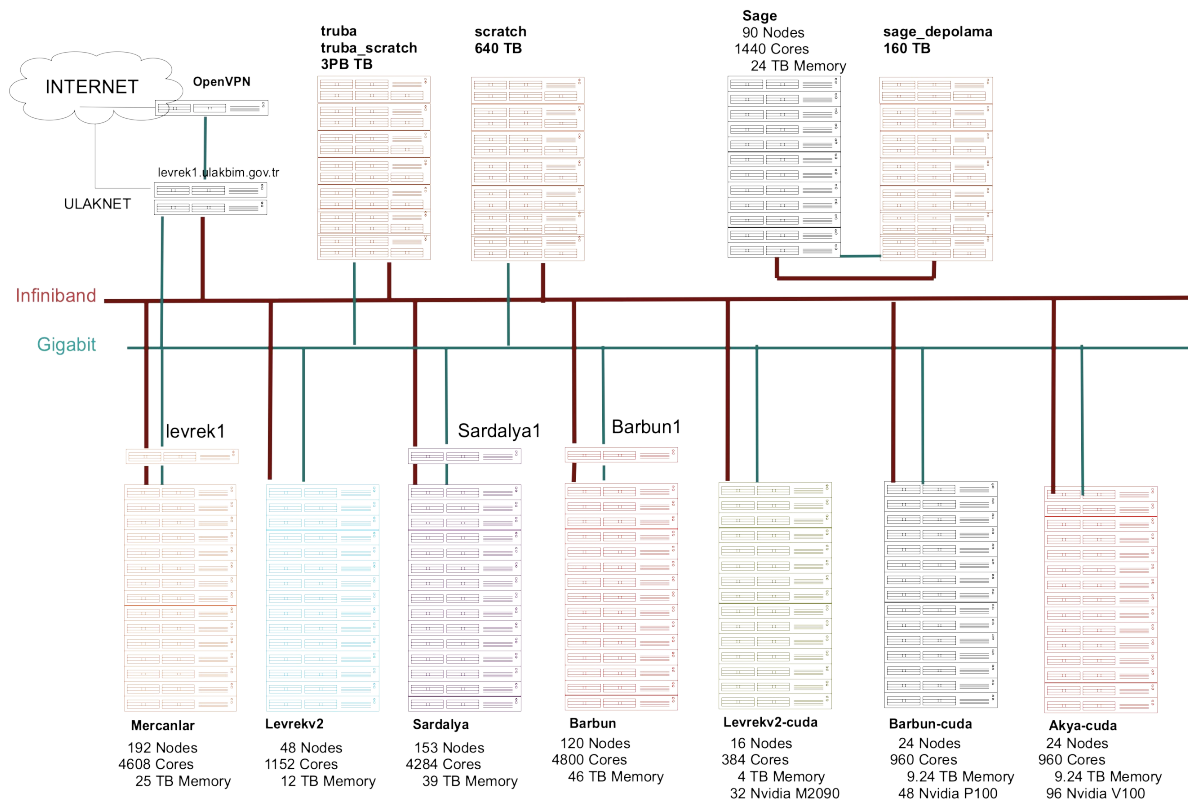 truba
truba_scratch
3PB TB
scratch
640 TB
Sage
90 Nodes
1440 Cores
24 TB Memory
sage_depolama
160 TB
INTERNET
OpenVPN
levrek1.ulakbim.gov.tr
ULAKNET
Infiniband
Gigabit
levrek1
Sardalya1
Barbun1
Mercanlar
192 Nodes
4608 Cores
25 TB Memory
Levrekv2
48 Nodes
1152 Cores
12 TB Memory
Sardalya
153 Nodes
4284 Cores
39 TB Memory
Barbun
120 Nodes
4800 Cores
46 TB Memory
Levrekv2-cuda
16 Nodes
384 Cores
4 TB Memory
32 Nvidia M2090
Barbun-cuda
24 Nodes
960 Cores
9.24 TB Memory
48 Nvidia P100
Akya-cuda
24 Nodes
960 Cores
9.24 TB Memory
96 Nvidia V100